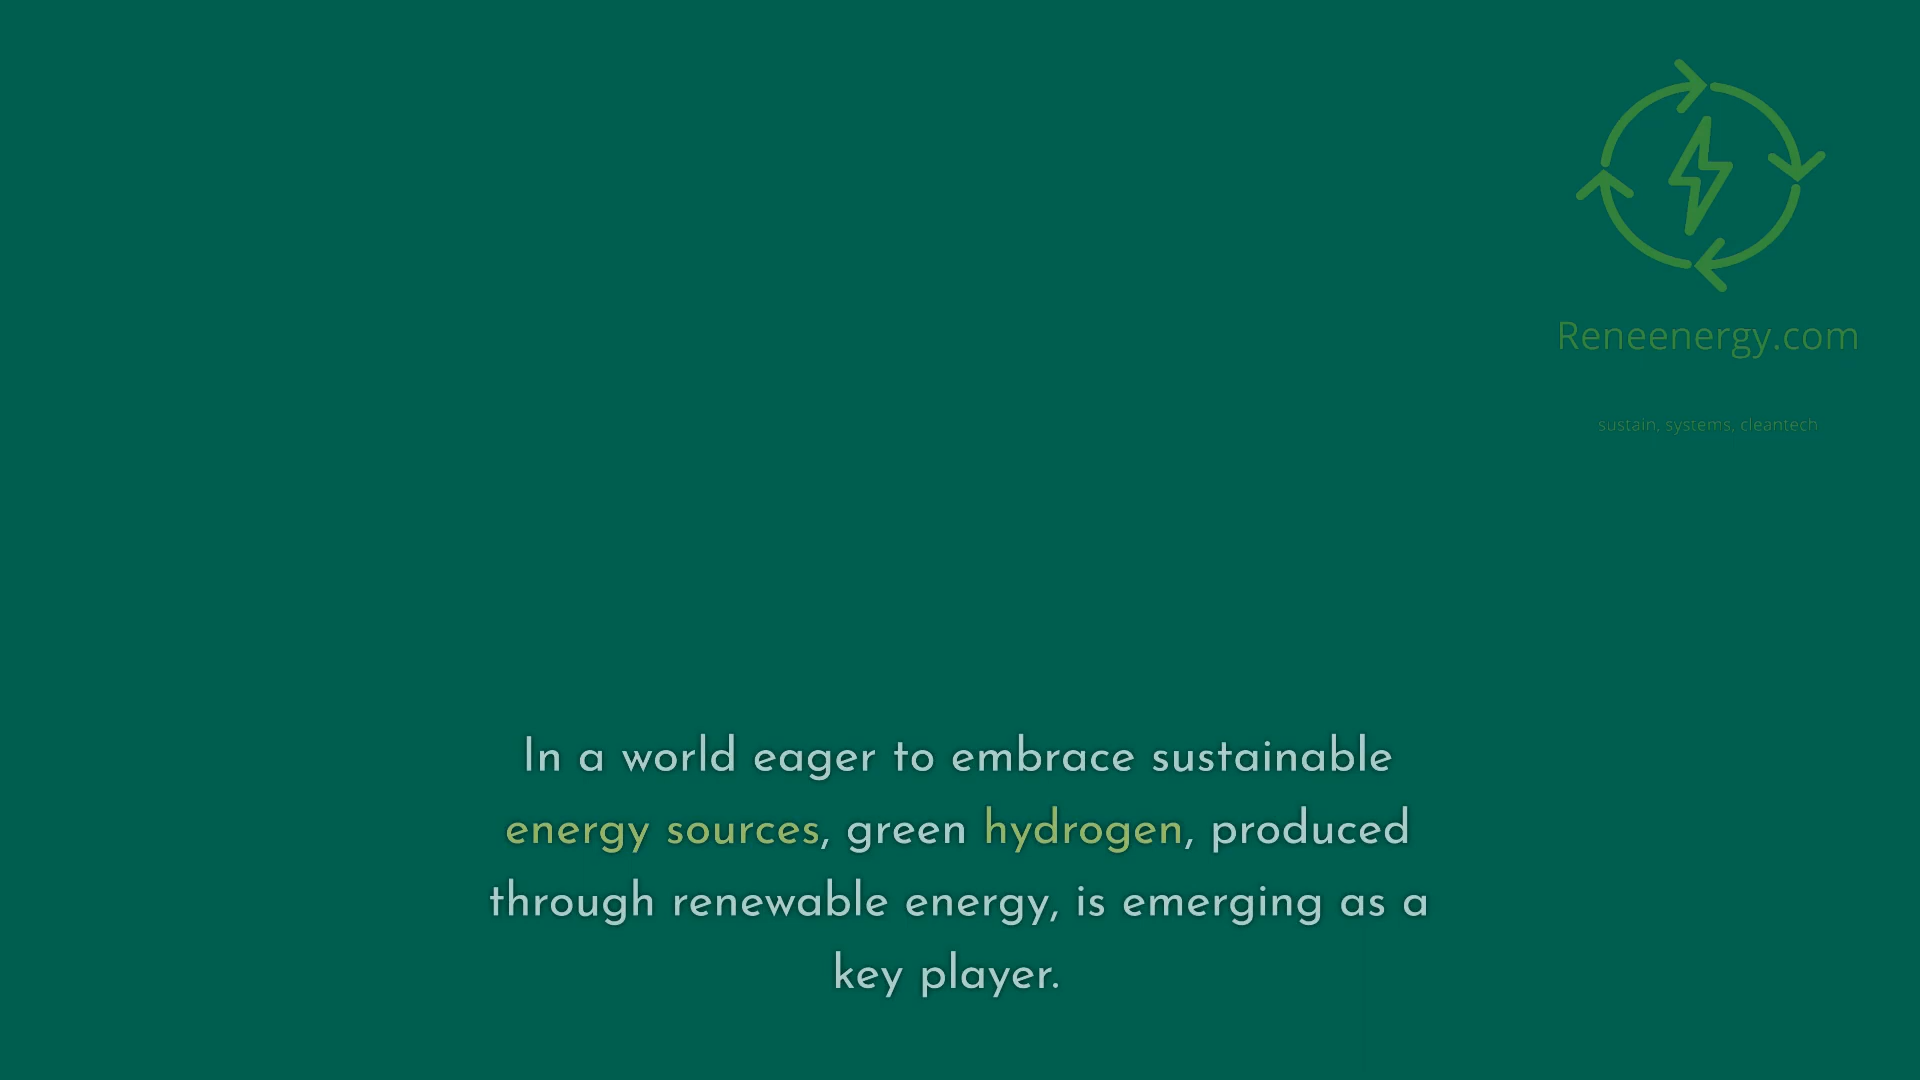 Reneenergy.com
sustain, systems, cleantech
In a world eager to embrace sustainable
energy sources, green hydrogen, produced
through renewable energy, is emerging as a
key player.